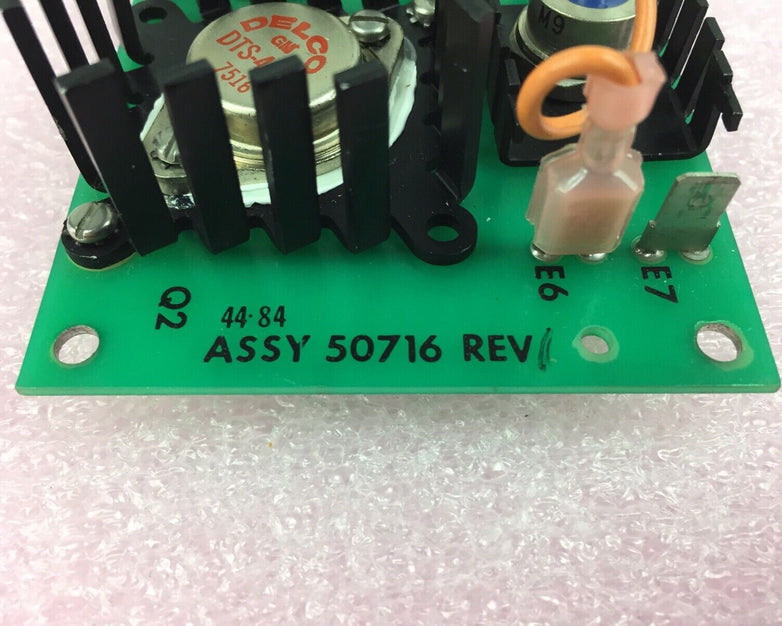 DELCO
GM
DTS-4
7516
M9
E6
E7
Q2
44-84
ASSY 50716 REV